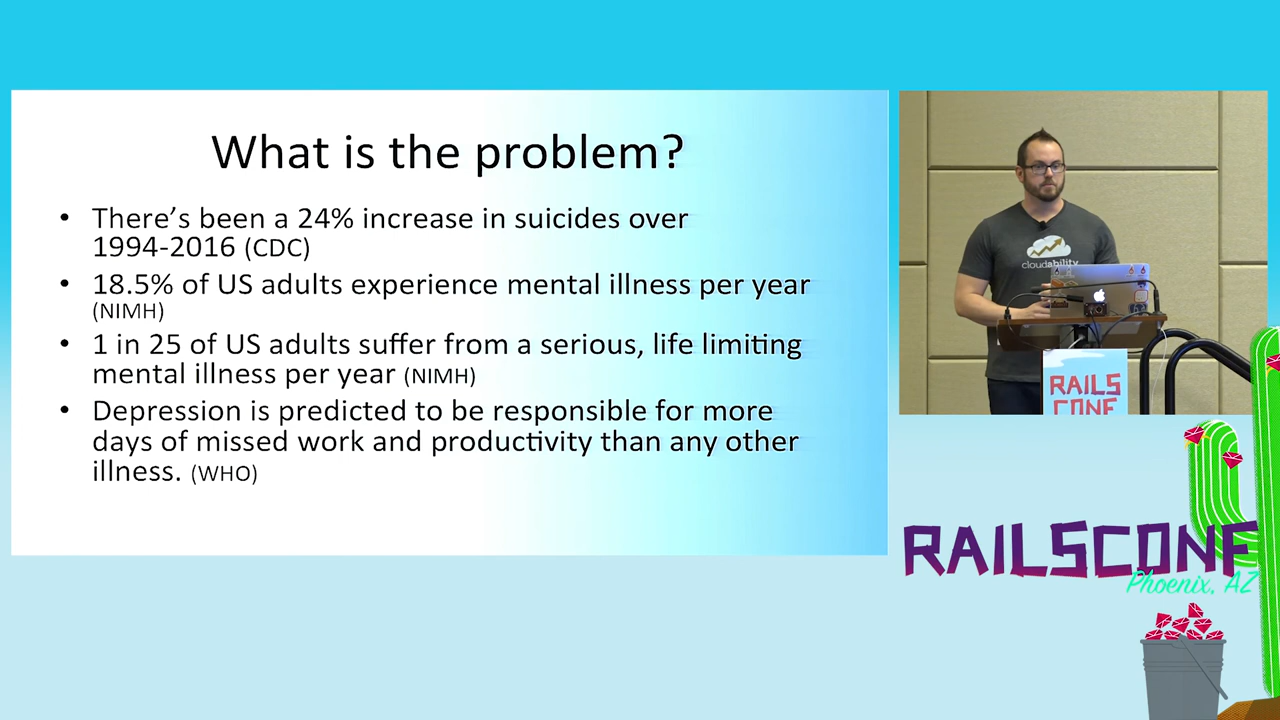 What is the problem?
• There's been a 24% increase in suicides over
1994-2016 (CDC)
• 18.5% of US adults experience mental illness per year
(NIMH)
• 1 in 25 of US adults suffer from a serious, life limiting
mental illness per year (NIMH)
• Depression is predicted to be responsible for more
days of missed work and productivity than any other
illness. (WHO)
cloudability
RAILS
CONF
RAILSCONF
Phoenix, AZ